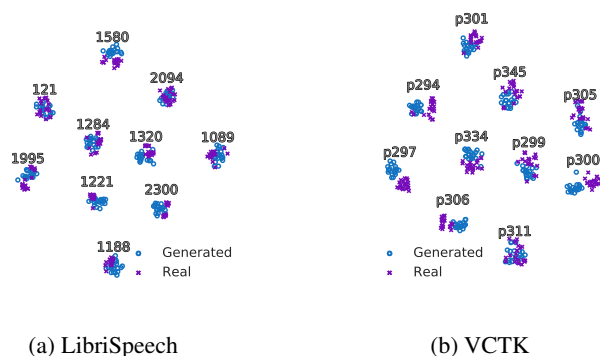 1580
121
2094
1284
1320
1089
1995
1221
2300
1188
Generated
Real
(a) LibriSpeech
p301
p294
p345
p305
p334
p299
p297
p300
p306
p311
Generated
Real
(b) VCTK